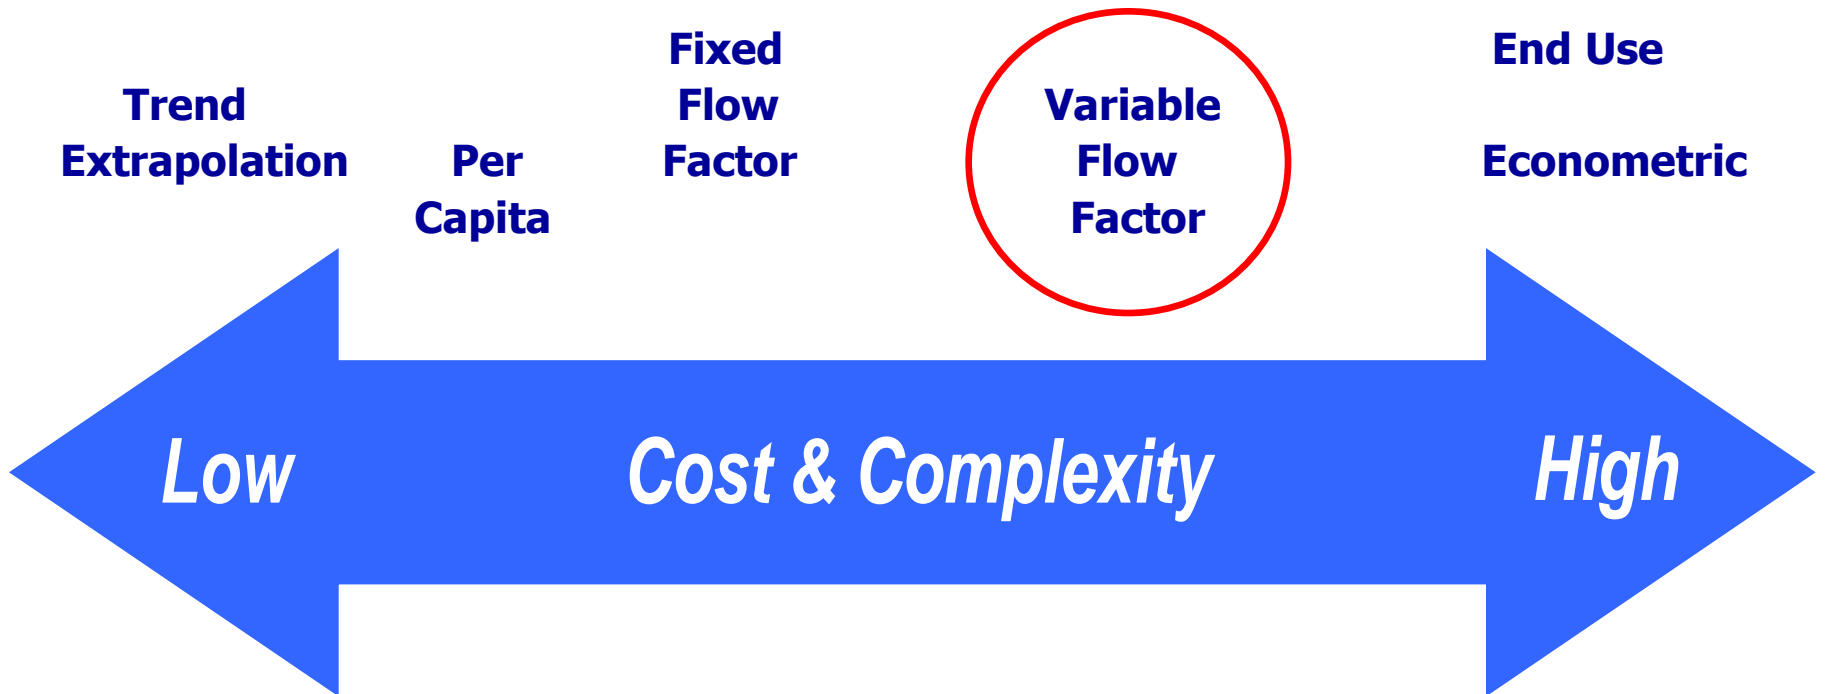 Trend
Extrapolation
Per
Capita
Fixed
Flow
Factor
Variable
Flow
Factor
End Use
Econometric
Low
Cost & Complexity
High